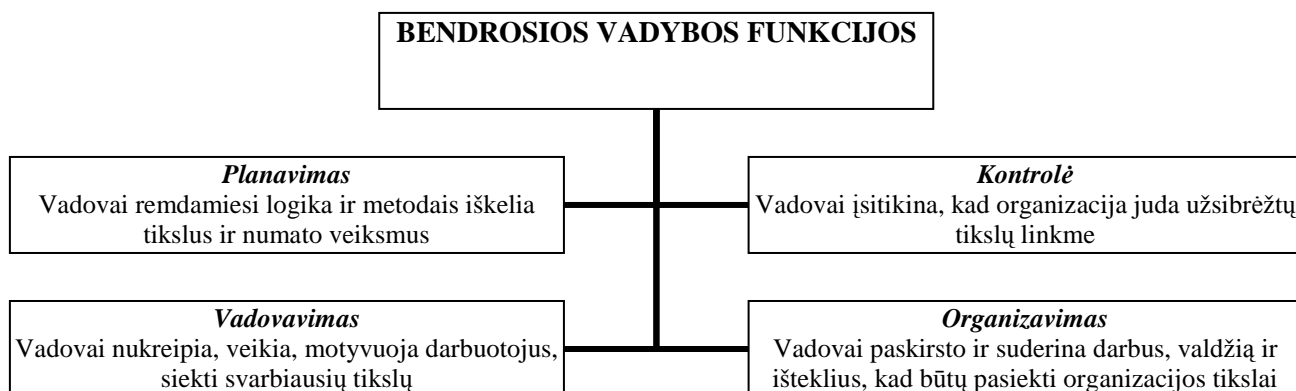 BENDROSIOS VADYBOS FUNKCIJOS
Planavimas
Vadovai remdamiesi logika ir metodais iškelia
tikslus ir numato veiksmus
Kontrolė
Vadovai įsitikina, kad organizacija juda užsibrėžtų
tikslų linkme
Vadovavimas
Vadovai nukreipia, veikia, motyvuoja darbuotojus,
siekti svarbiausių tikslų
Organizavimas
Vadovai paskirsto ir suderina darbus, valdžią ir
išteklius, kad būtų pasiekti organizacijos tikslai